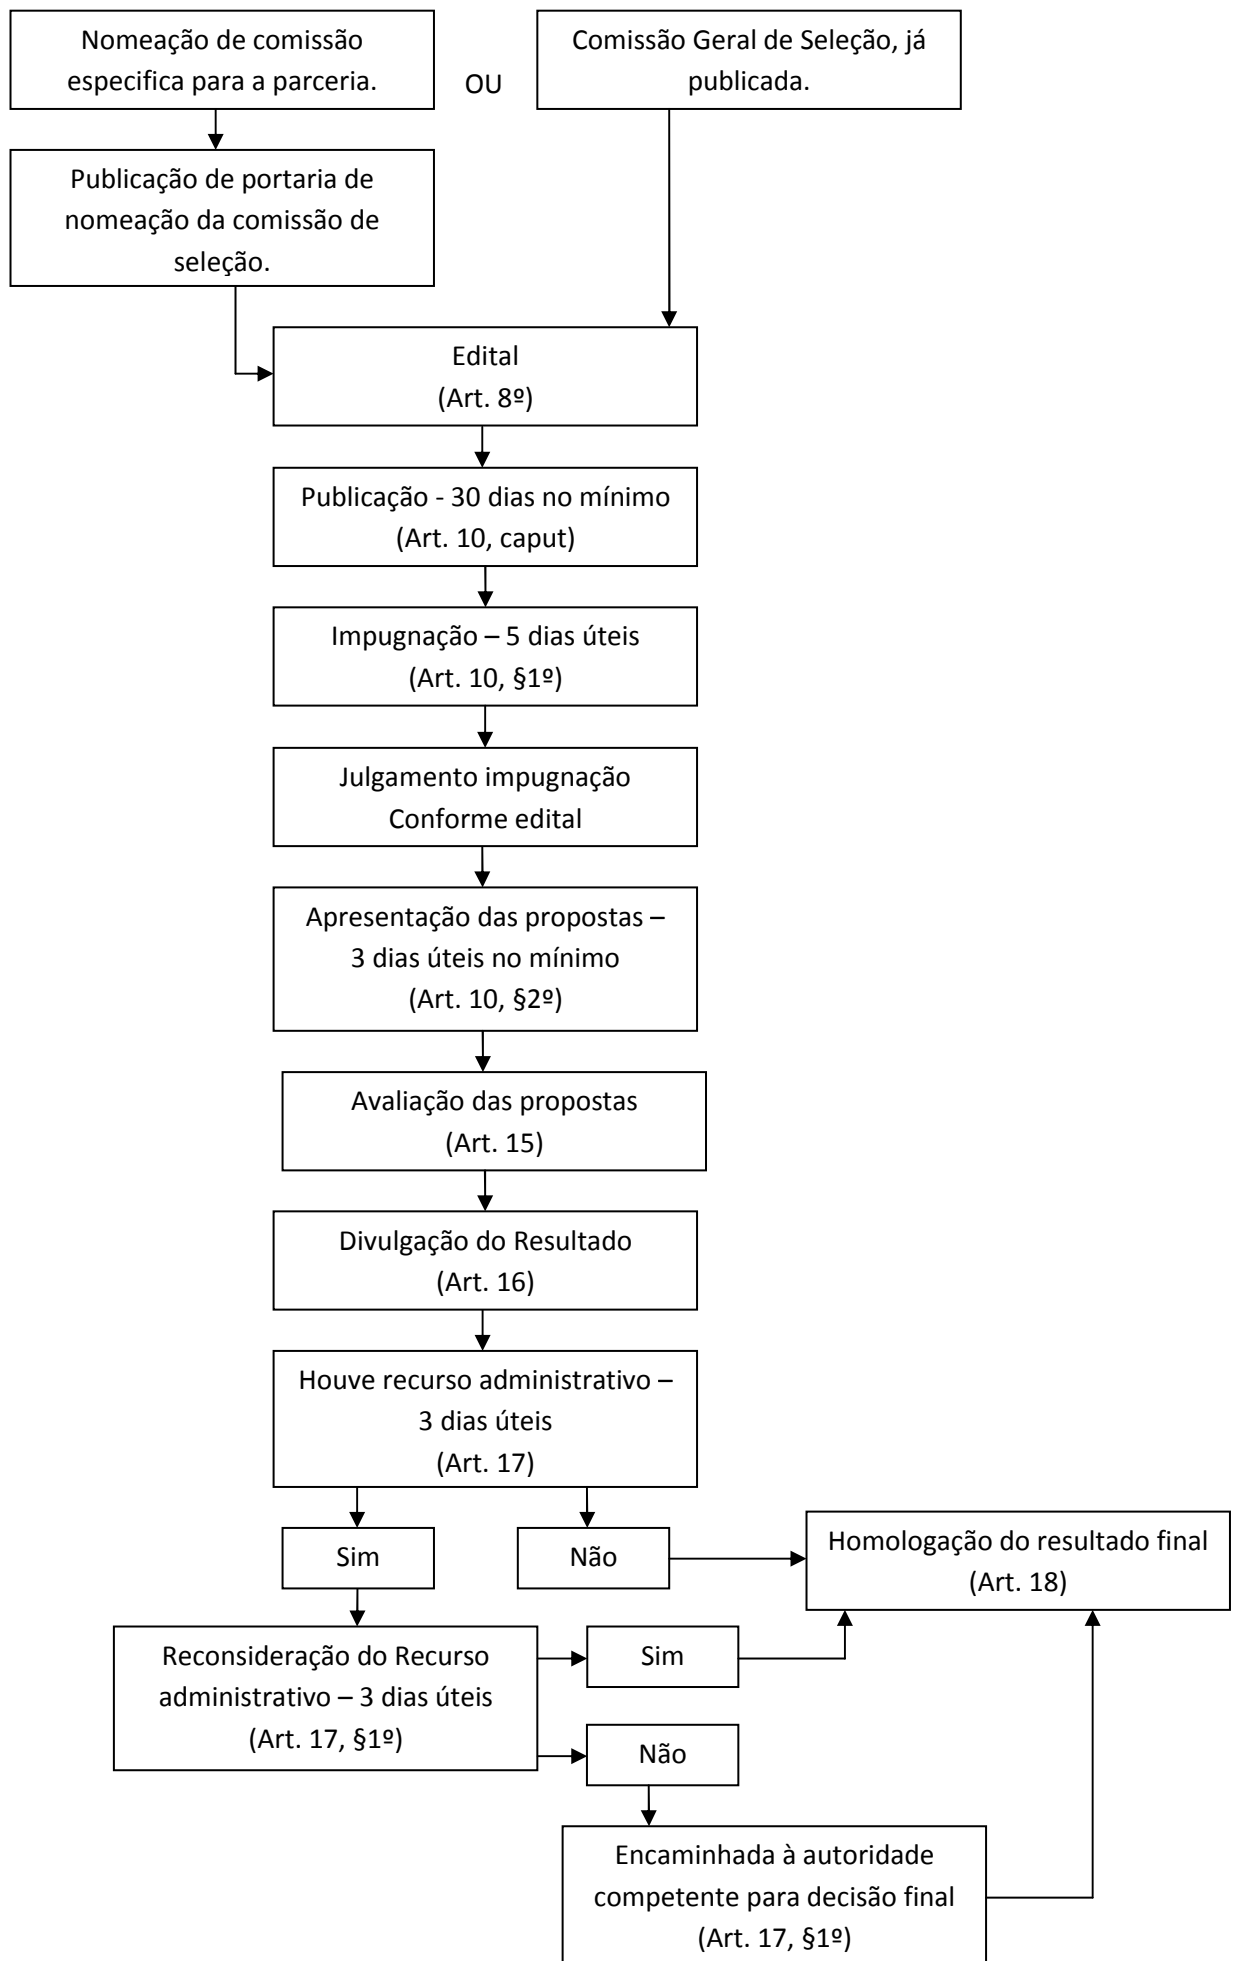 Nomeação de comissão
especifica para a parceria.
OU
Comissão Geral de Seleção, já
publicada.
Publicação de portaria de
nomeação da comissão de
seleção.
Edital
(Art. 8º)
Publicação - 30 dias no mínimo
(Art. 10, caput)
Impugnação – 5 dias úteis
(Art. 10, §1º)
Julgamento impugnação
Conforme edital
Apresentação das propostas –
3 dias úteis no mínimo
(Art. 10, §2º)
Avaliação das propostas
(Art. 15)
Divulgação do Resultado
(Art. 16)
Houve recurso administrativo –
3 dias úteis
(Art. 17)
Sim
Não
Homologação do resultado final
(Art. 18)
Reconsideração do Recurso
administrativo – 3 dias úteis
(Art. 17, §1º)
Sim
Não
Encaminhada à autoridade
competente para decisão final
(Art. 17, §1º)